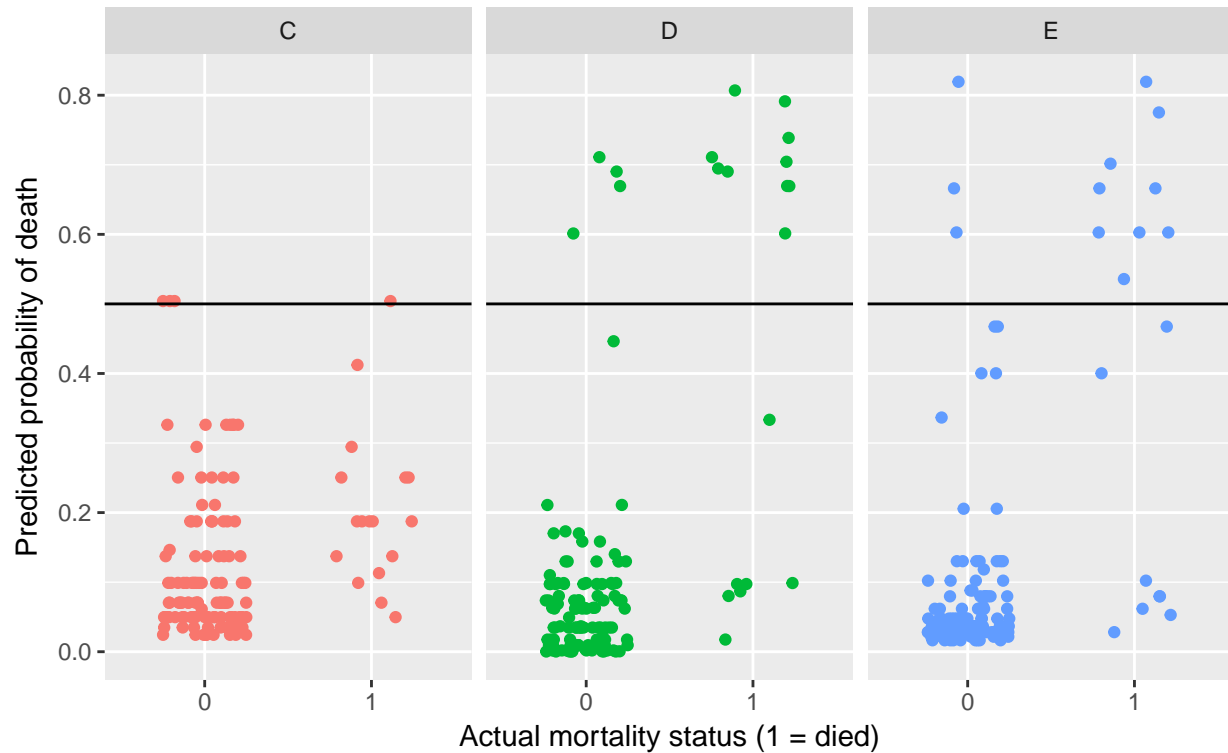 C D E
Predicted probability of death
0.8
0.6
0.4
0.2
0.0
0 1 0 1 0 1
Actual mortality status (1 = died)